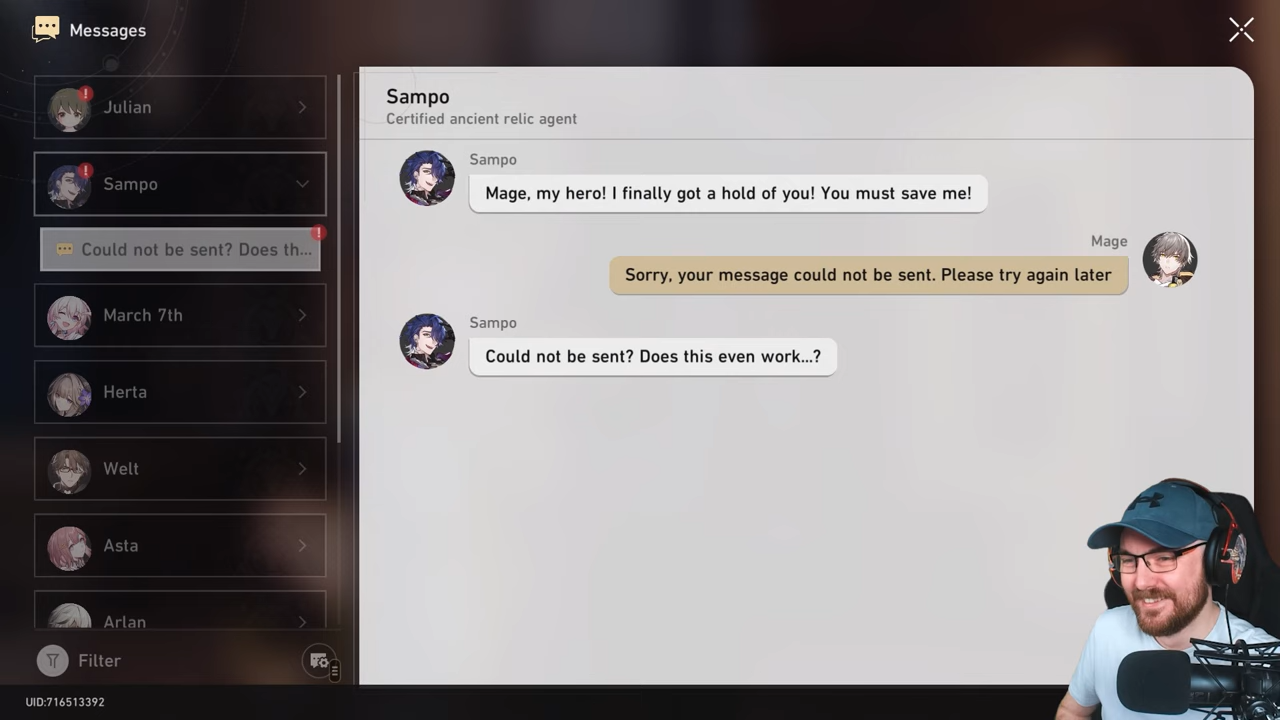 Messages
Julian
Sampo
Could not be sent? Does th...
March 7th
Herta
Welt
Asta
Arlan
Filter
UID:716513392
Sampo
Certified ancient relic agent
Sampo
Mage, my hero! I finally got a hold of you! You must save me!
Mage
Sorry, your message could not be sent. Please try again later
Sampo
Could not be sent? Does this even work...?